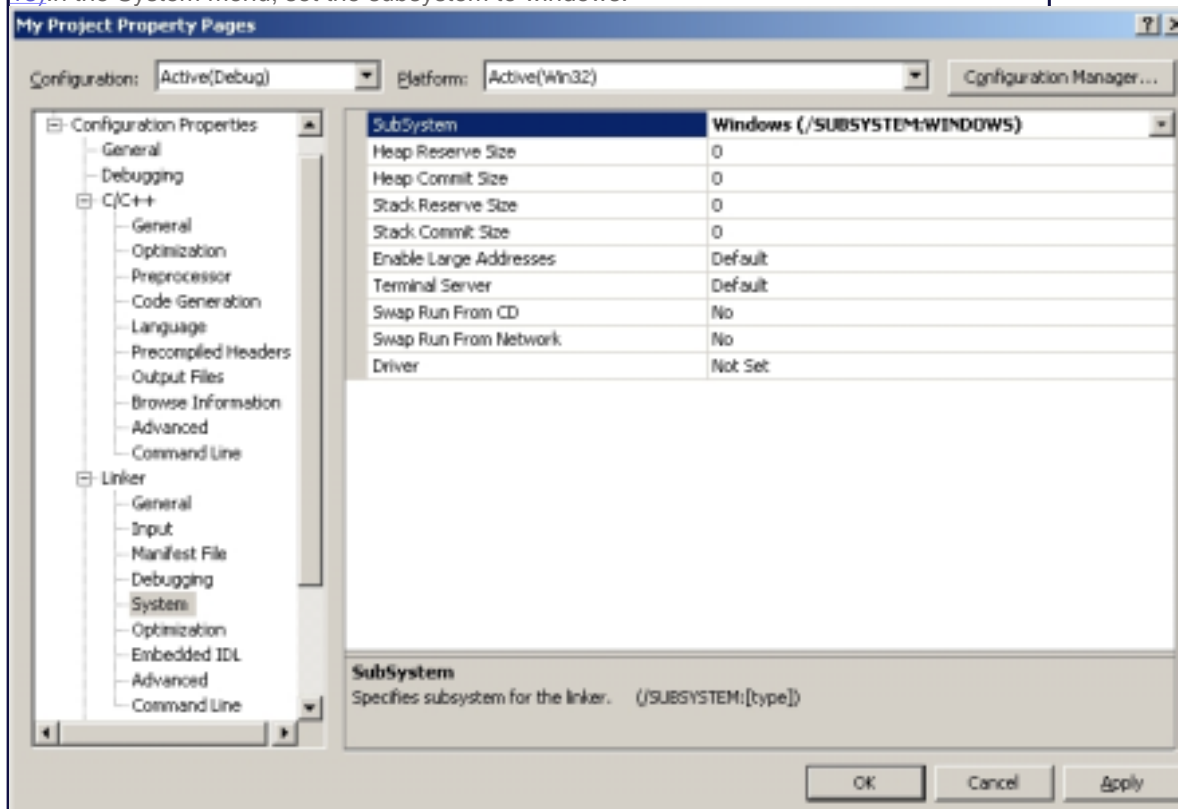 in the System menu, set the subsystem to windows.
My Project Property Pages
Configuration: Active(Debug) Platform: Active(Win32) Configuration Manager...
Configuration Properties
General
Debugging
C/C++
General
Optimization
Preprocessor
Code Generation
Language
Precompiled Headers
Output Files
Browse Information
Advanced
Command Line
Linker
General
Input
Manifest File
Debugging
System
Optimization
Embedded IDL
Advanced
Command Line
SubSystem Windows (/SUBSYSTEM:WINDOWS)
Heap Reserve Size 0
Heap Commit Size 0
Stack Reserve Size 0
Stack Commit Size 0
Enable Large Addresses Default
Terminal Server Default
Swap Run From CD No
Swap Run From Network No
Driver Not Set
SubSystem
Specifies subsystem for the linker. (/SUBSYSTEM:[type])
OK Cancel Apply